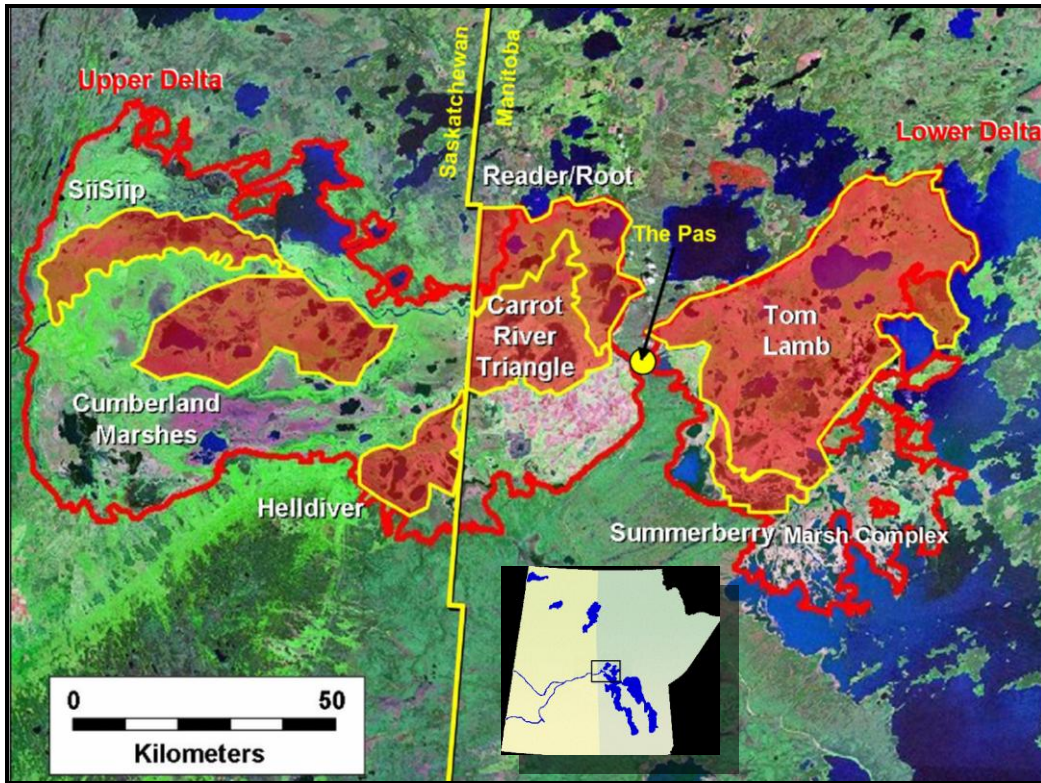 Upper Delta
Saskatchewan
Manitoba
Lower Delta
SiiSiip
Reader/Root
The Pas
Carrot
River
Triangle
Tom
Lamb
Cumberland
Marshes
Helldiver
Summerberry Marsh Complex
0 50
Kilometers